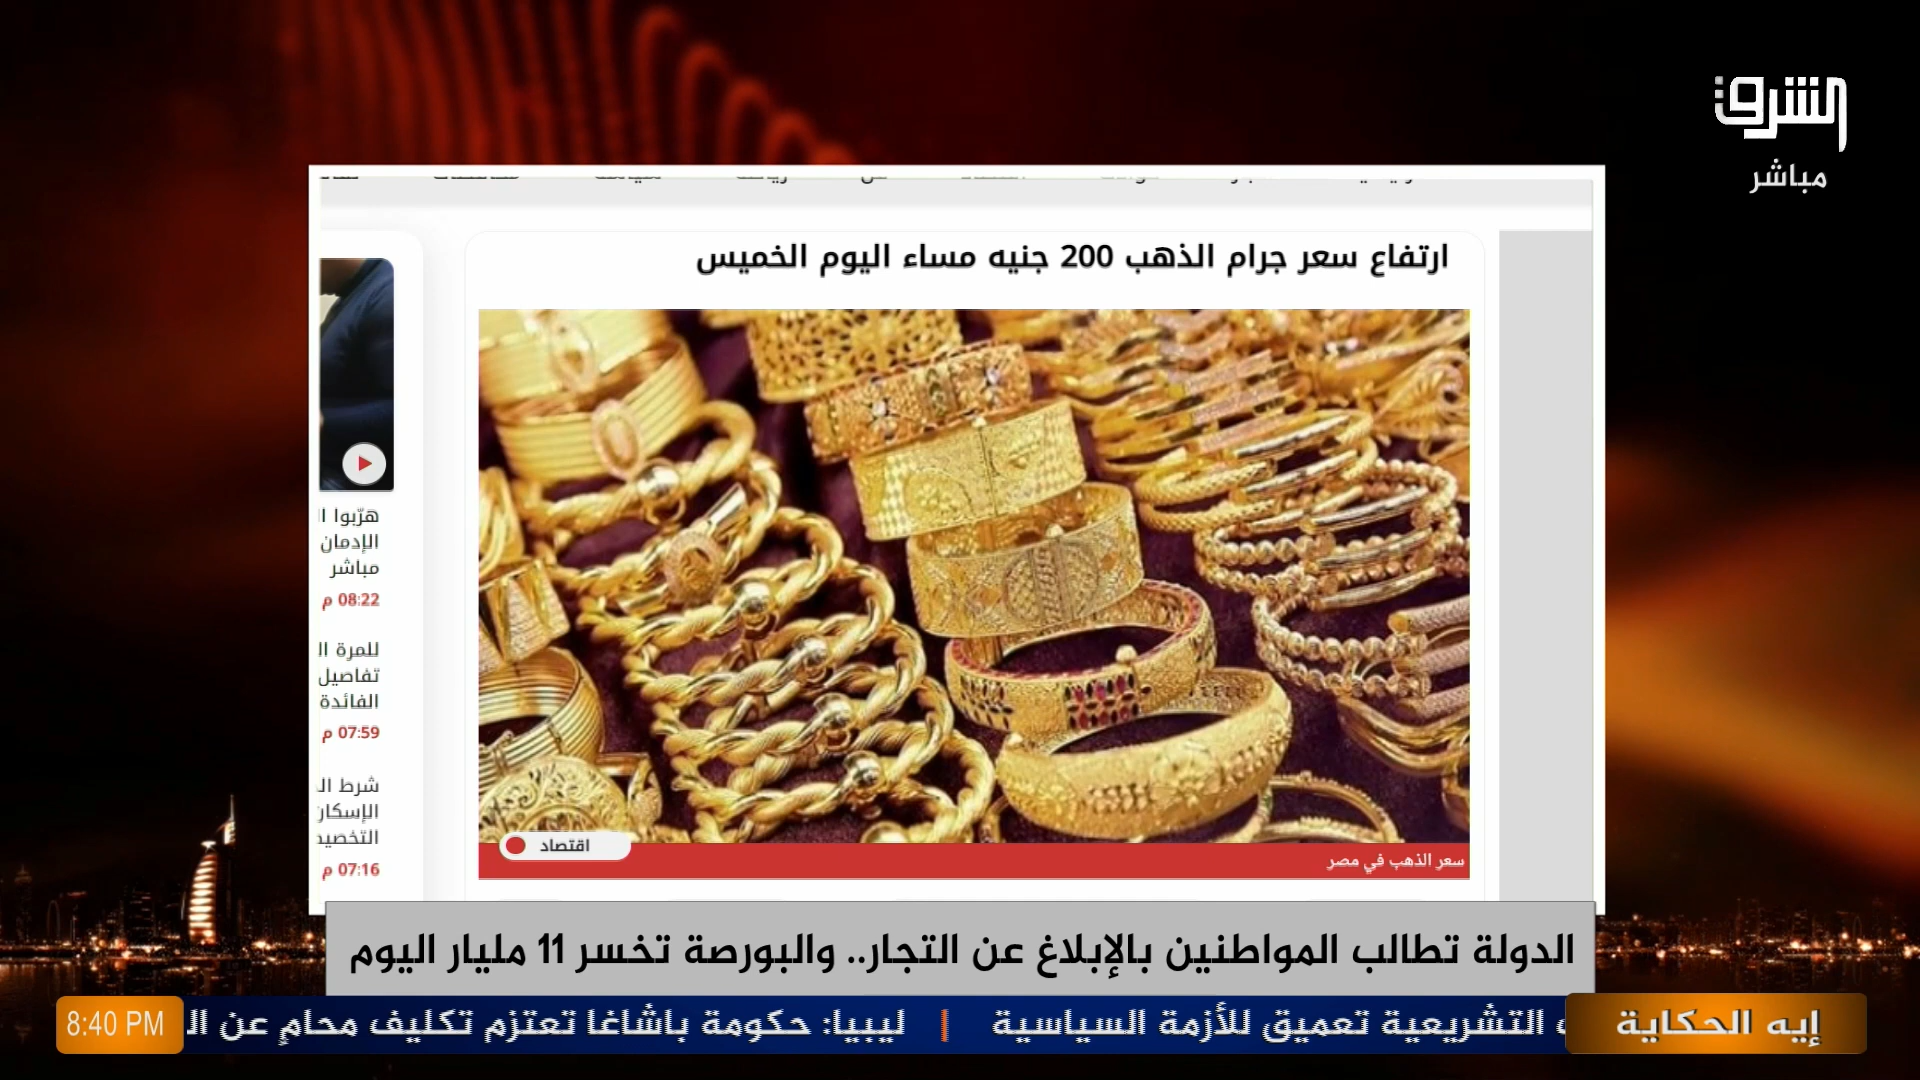 الشرق
مباشر
ارتفاع سعر جرام الذهب 200 جنيه مساء اليوم الخميس
هرّبوا
الإدمان
مباشر
08:22 م
للمرة
تفاصيل
الفائدة
07:59 م
شرط
الإسكان
07:16 م
اقتصاد
سعر الذهب في مصر
الدولة تطالب المواطنين بالإبلاغ عن التجار.. والبورصة تخسر 11 مليار اليوم
إيه الحكاية
التشريعية تعميق للأزمة السياسية | ليبيا: حكومة باشاغا تعتزم تكليف محامٍ عن
8:40 PM